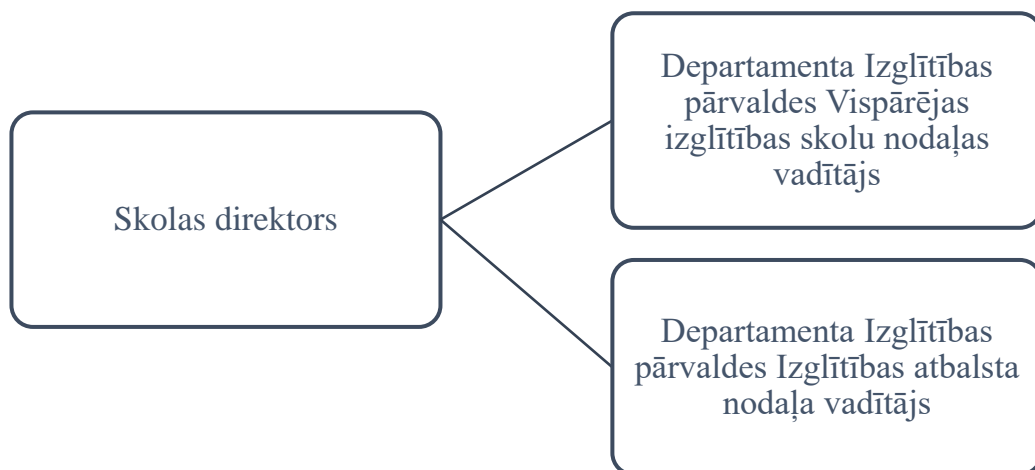 Skolas direktors
Departamenta Izglītības
pārvaldes Vispārējas
izglītības skolu nodaļas
vadītājs
Departamenta Izglītības
pārvaldes Izglītības atbalsta
nodaļa vadītājs